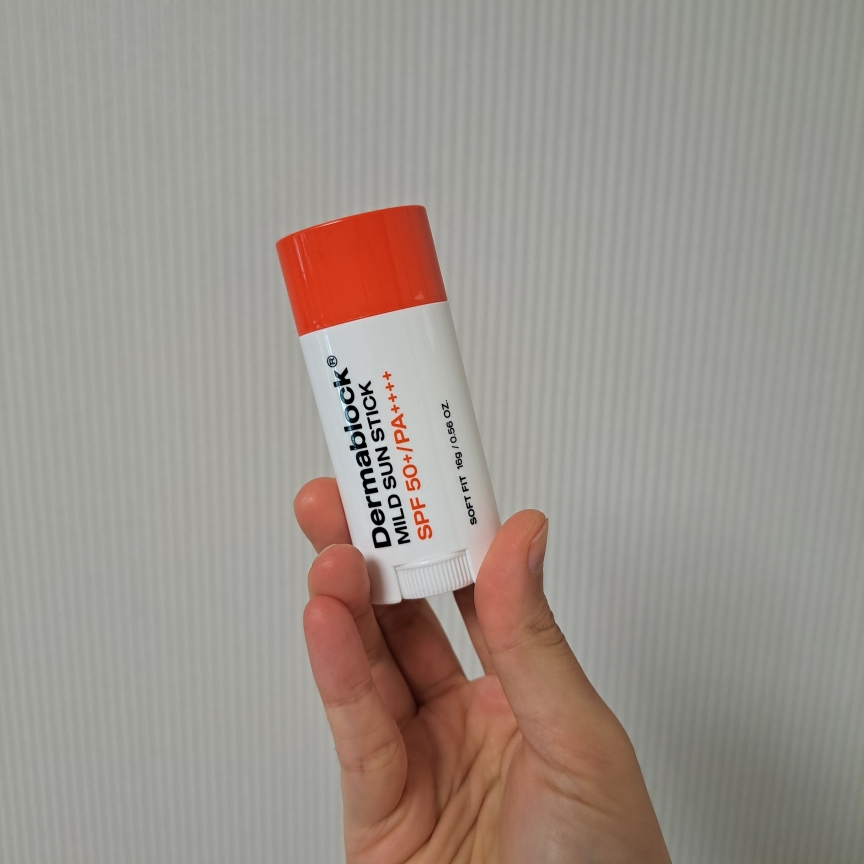 Dermablock®
MILD SUN STICK
SPF 50+/PA++++
SOFT FIT 16g / 0.56 OZ.